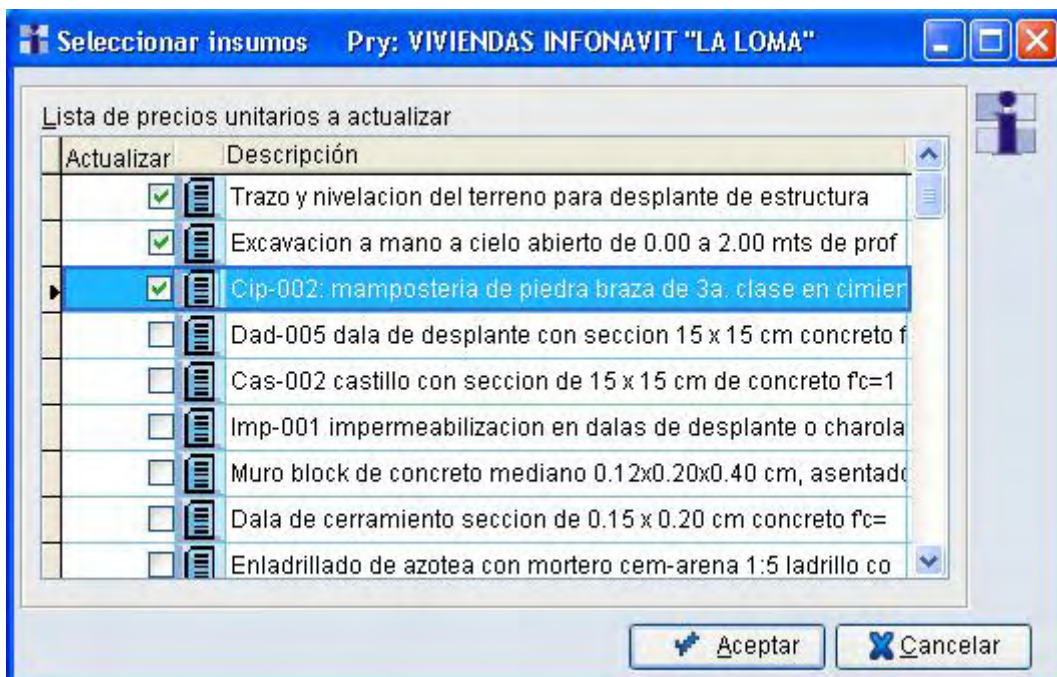 Seleccionar insumos Pry: VIVIENDAS INFONAVIT "LA LOMA"
Lista de precios unitarios a actualizar
Actualizar Descripción
Trazo y nivelacion del terreno para desplante de estructura
Excavacion a mano a cielo abierto de 0.00 a 2.00 mts de prof
Cip-002: mamposteria de piedra braza de 3a. clase en cimier
Dad-005 dala de desplante con seccion 15 x 15 cm concreto f
Cas-002 castillo con seccion de 15 x 15 cm de concreto f'c=1
Imp-001 impermeabilizacion en dalas de desplante o charola
Muro block de concreto mediano 0.12x0.20x0.40 cm, asentado
Dala de cerramiento seccion de 0.15 x 0.20 cm concreto f'c=
Enladrillado de azotea con mortero cem-arena 1:5 ladrillo co
Aceptar Cancelar